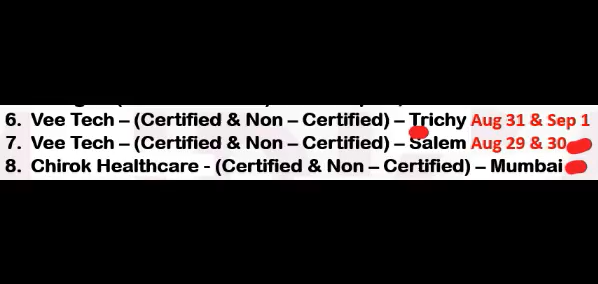 6. Vee Tech – (Certified & Non – Certified) – Trichy Aug 31 & Sep 1
7. Vee Tech – (Certified & Non – Certified) – Salem Aug 29 & 30
8. Chirok Healthcare - (Certified & Non – Certified) – Mumbai